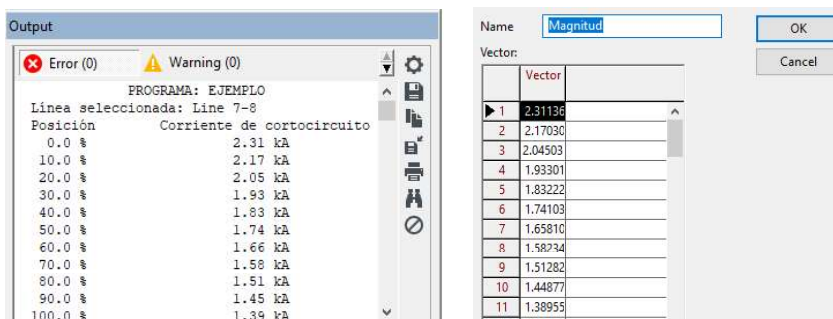 Output
Error (0) Warning (0)
PROGRAMA: EJEMPLO
Línea seleccionada: Line 7-8
Posición Corriente de cortocircuito
0.0 % 2.31 kA
10.0 % 2.17 kA
20.0 % 2.05 kA
30.0 % 1.93 kA
40.0 % 1.83 kA
50.0 % 1.74 kA
60.0 % 1.66 kA
70.0 % 1.58 kA
80.0 % 1.51 kA
90.0 % 1.45 kA
100.0 % 1.39 kA
Name Magnitud OK
Vector: Cancel
Vector
1 2.31136
2 2.17030
3 2.04503
4 1.93301
5 1.83222
6 1.74103
7 1.65810
8 1.58234
9 1.51282
10 1.44877
11 1.38955